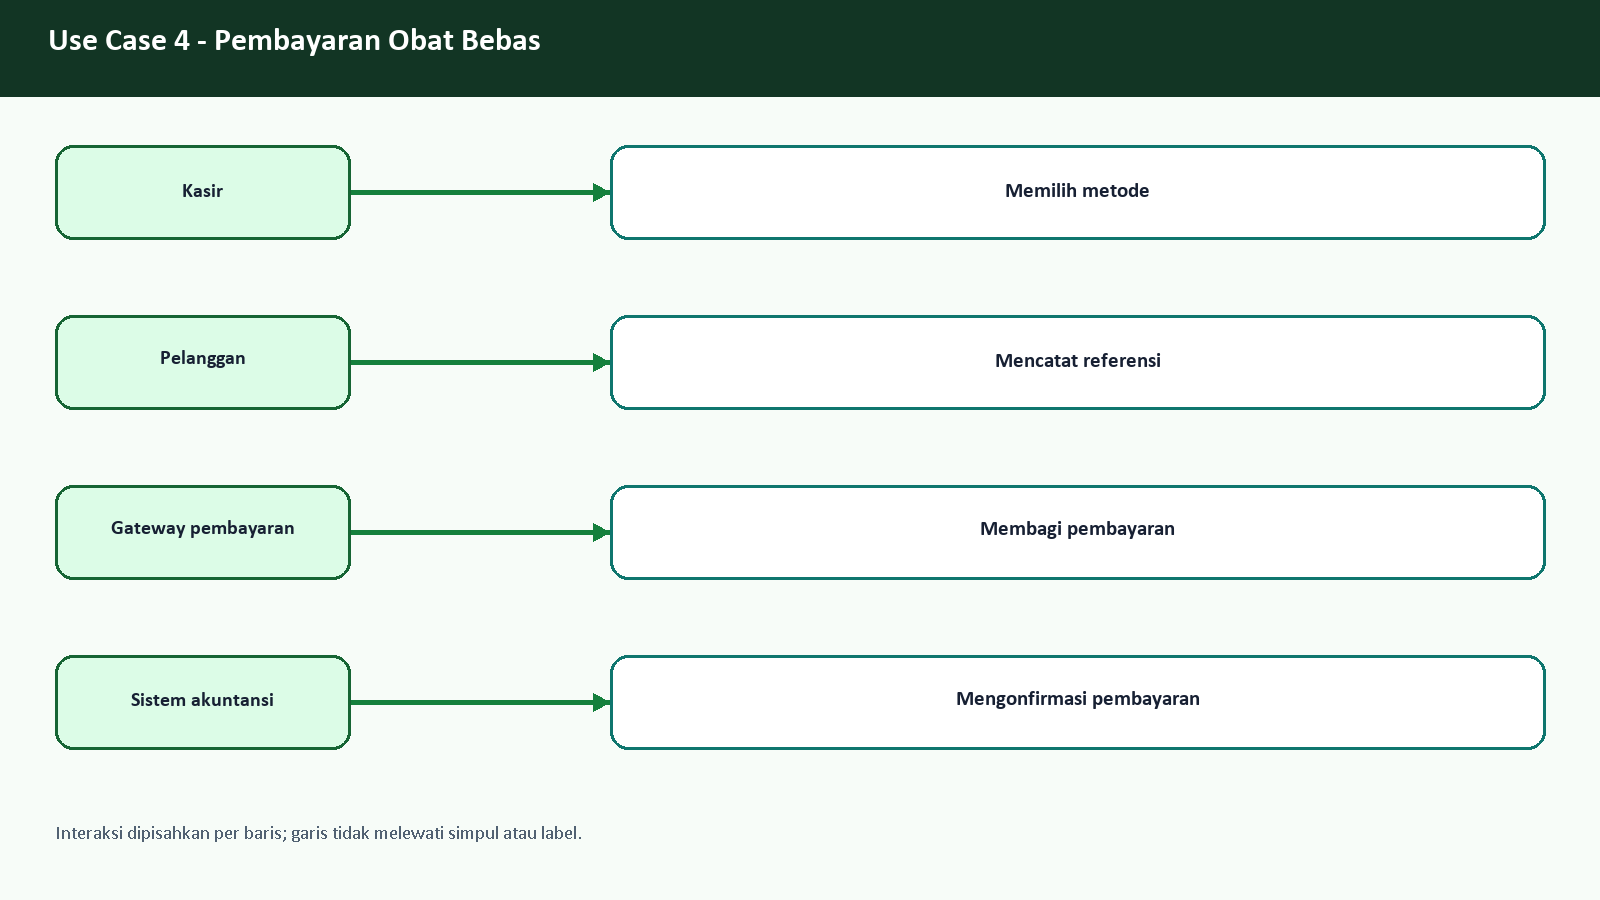 Use Case 4 - Pembayaran Obat Bebas
Kasir
Memilih metode
Pelanggan
Mencatat referensi
Gateway pembayaran
Membagi pembayaran
Sistem akuntansi
Mengonfirmasi pembayaran
Interaksi dipisahkan per baris; garis tidak melewati simpul atau label.